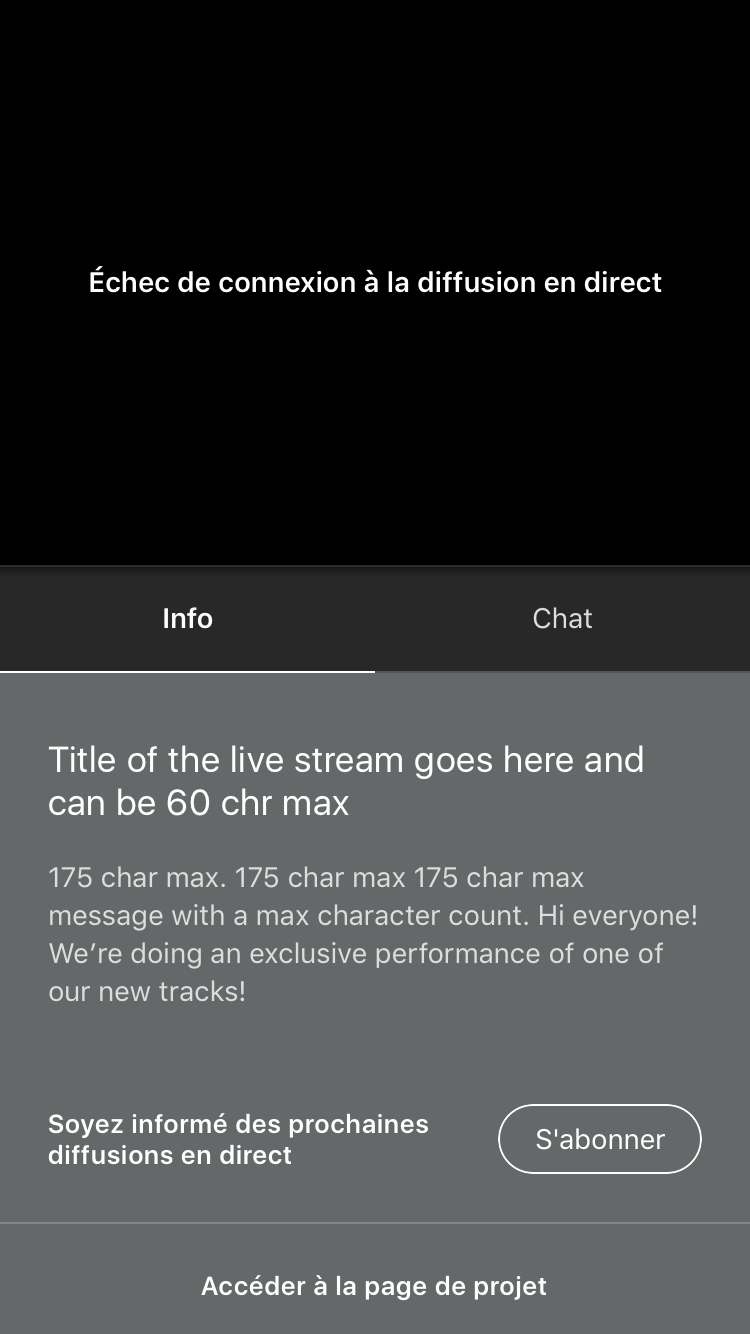 Échec de connexion à la diffusion en direct
Info
Chat
Title of the live stream goes here and
can be 60 chr max
175 char max. 175 char max 175 char max
message with a max character count. Hi everyone!
We’re doing an exclusive performance of one of
our new tracks!
Soyez informé des prochaines
diffusions en direct
S'abonner
Accéder à la page de projet